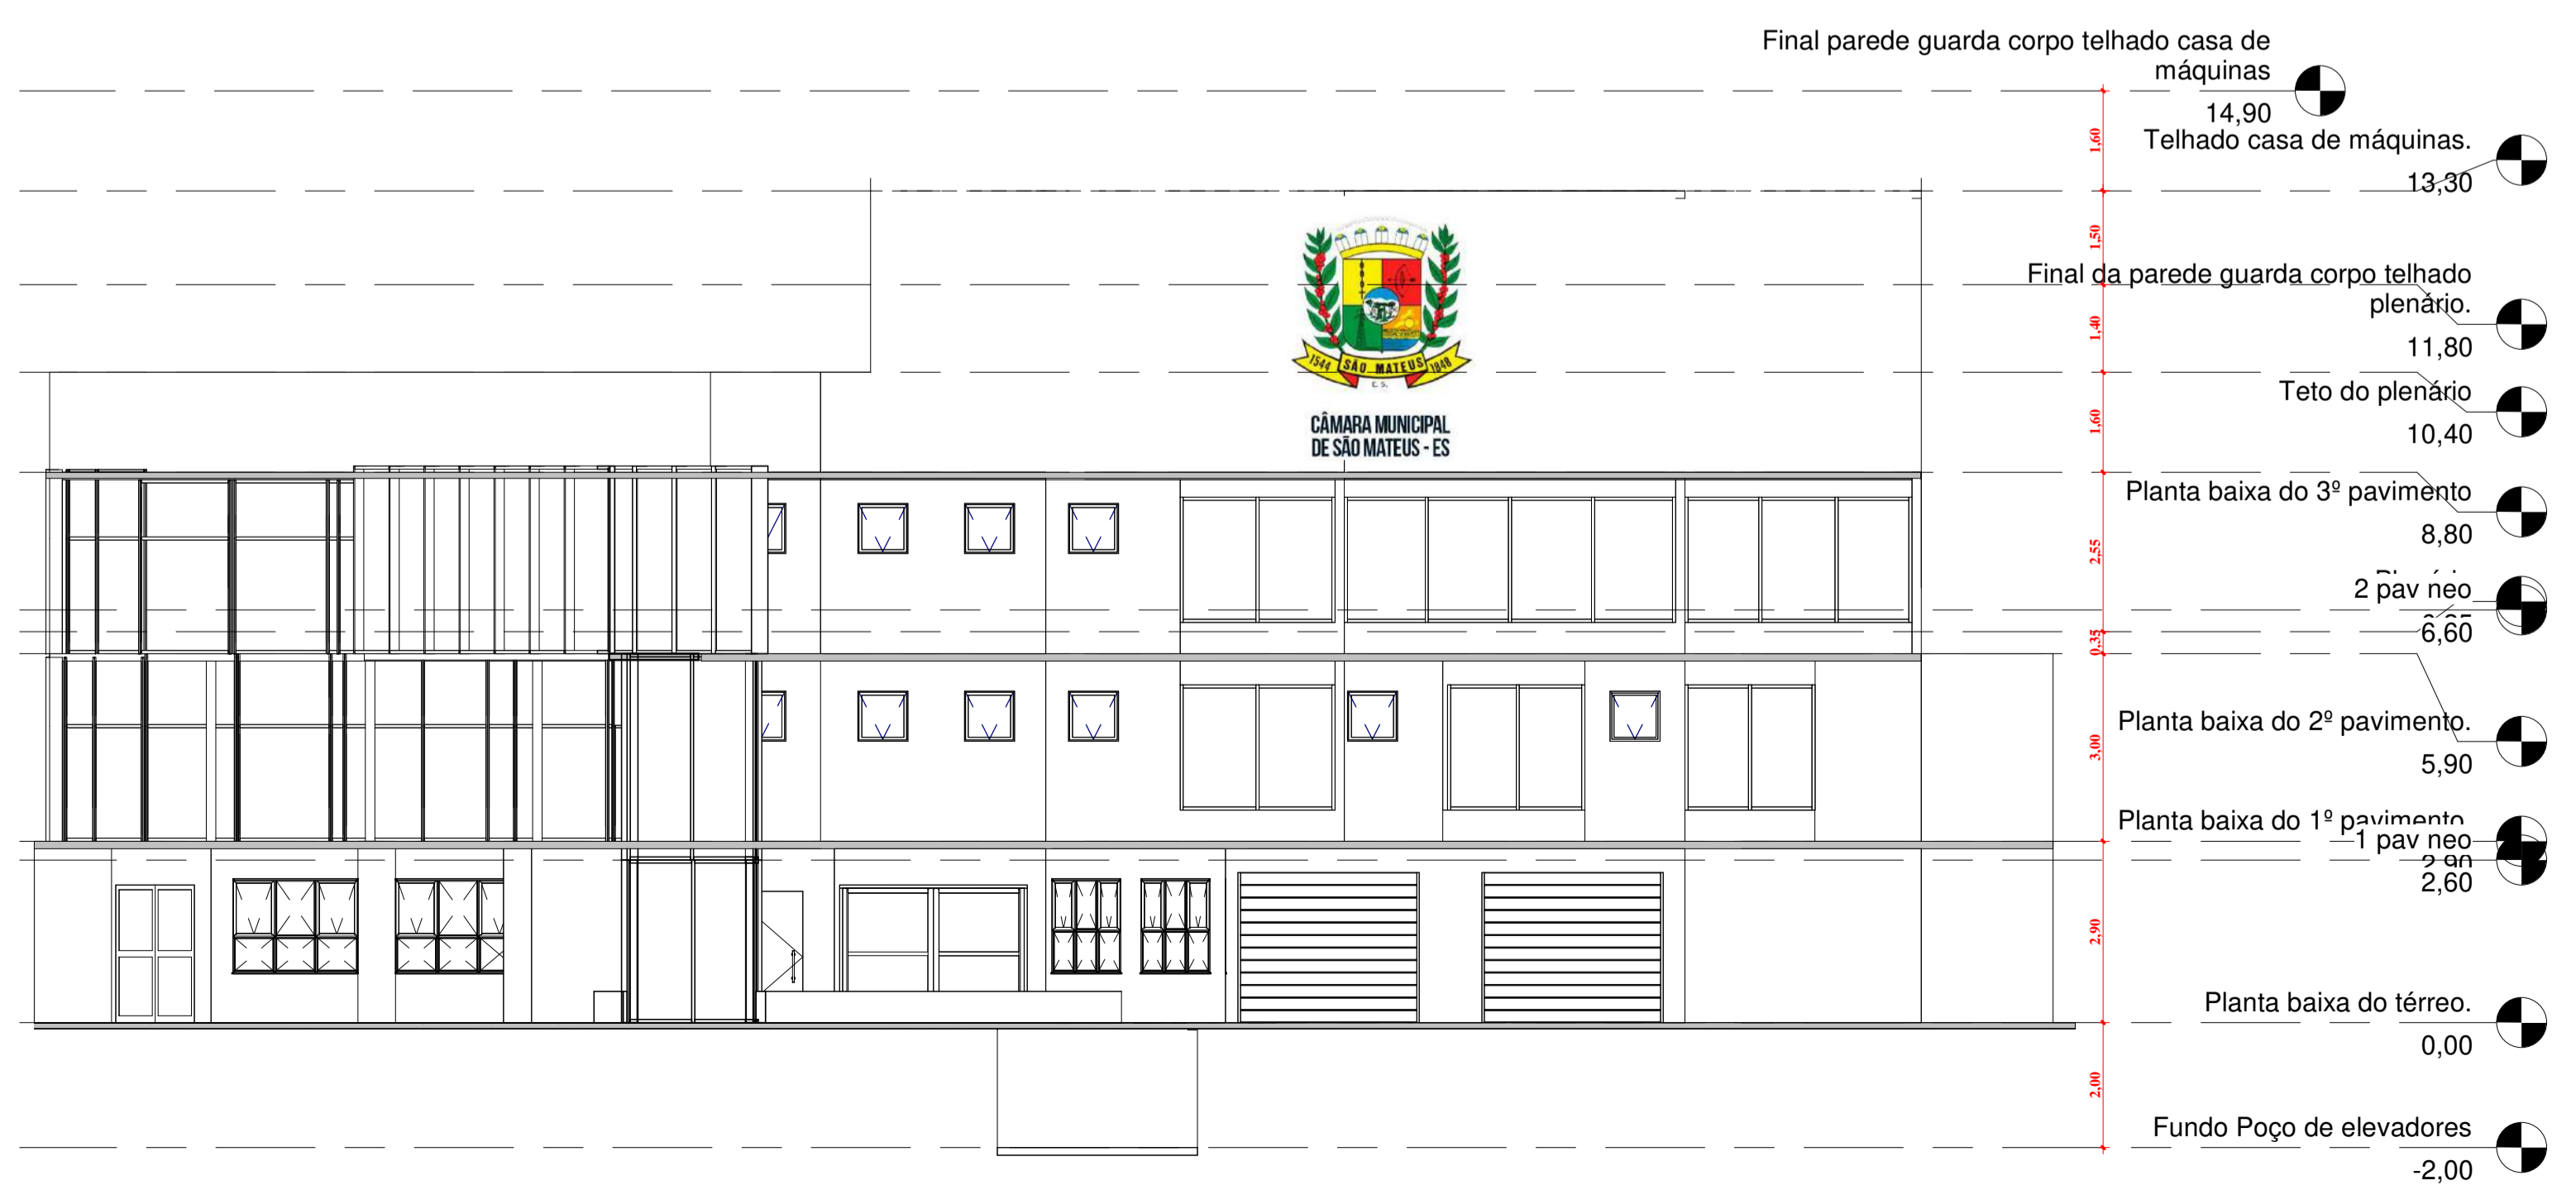 Final parede guarda corpo telhado casa de
máquinas
14,90
1,60
Telhado casa de máquinas.
13,30
1,50
Final da parede guarda corpo telhado
plenário.
11,80
1,40
1544 SÃO MATEUS 1848
E. S.
Teto do plenário
10,40
1,60
CÂMARA MUNICIPAL
DE SÃO MATEUS - ES
Planta baixa do 3º pavimento
8,80
2,55
2 pav neo
6,60
0,35
Planta baixa do 2º pavimento.
5,90
3,00
Planta baixa do 1º pavimento
1 pav neo
2,90
2,60
2,90
Planta baixa do térreo.
0,00
2,00
Fundo Poço de elevadores
-2,00